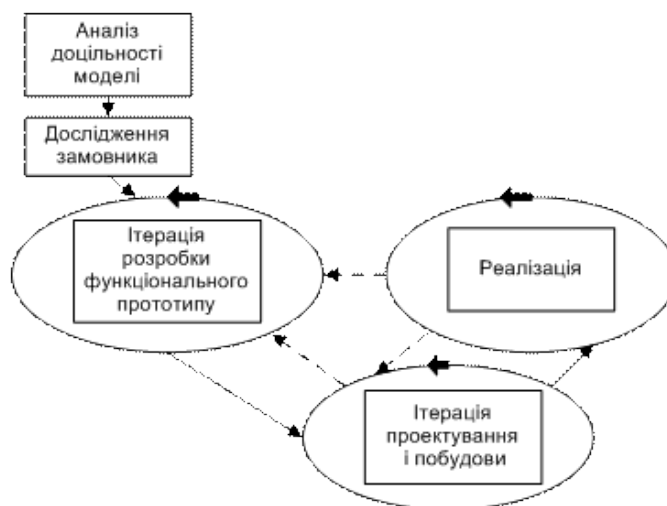 Аналіз
доцільності
моделі
Дослідження
замовника
Ітерація
розробки
функціонального
прототипу
Реалізація
Ітерація
проектування
і побудови